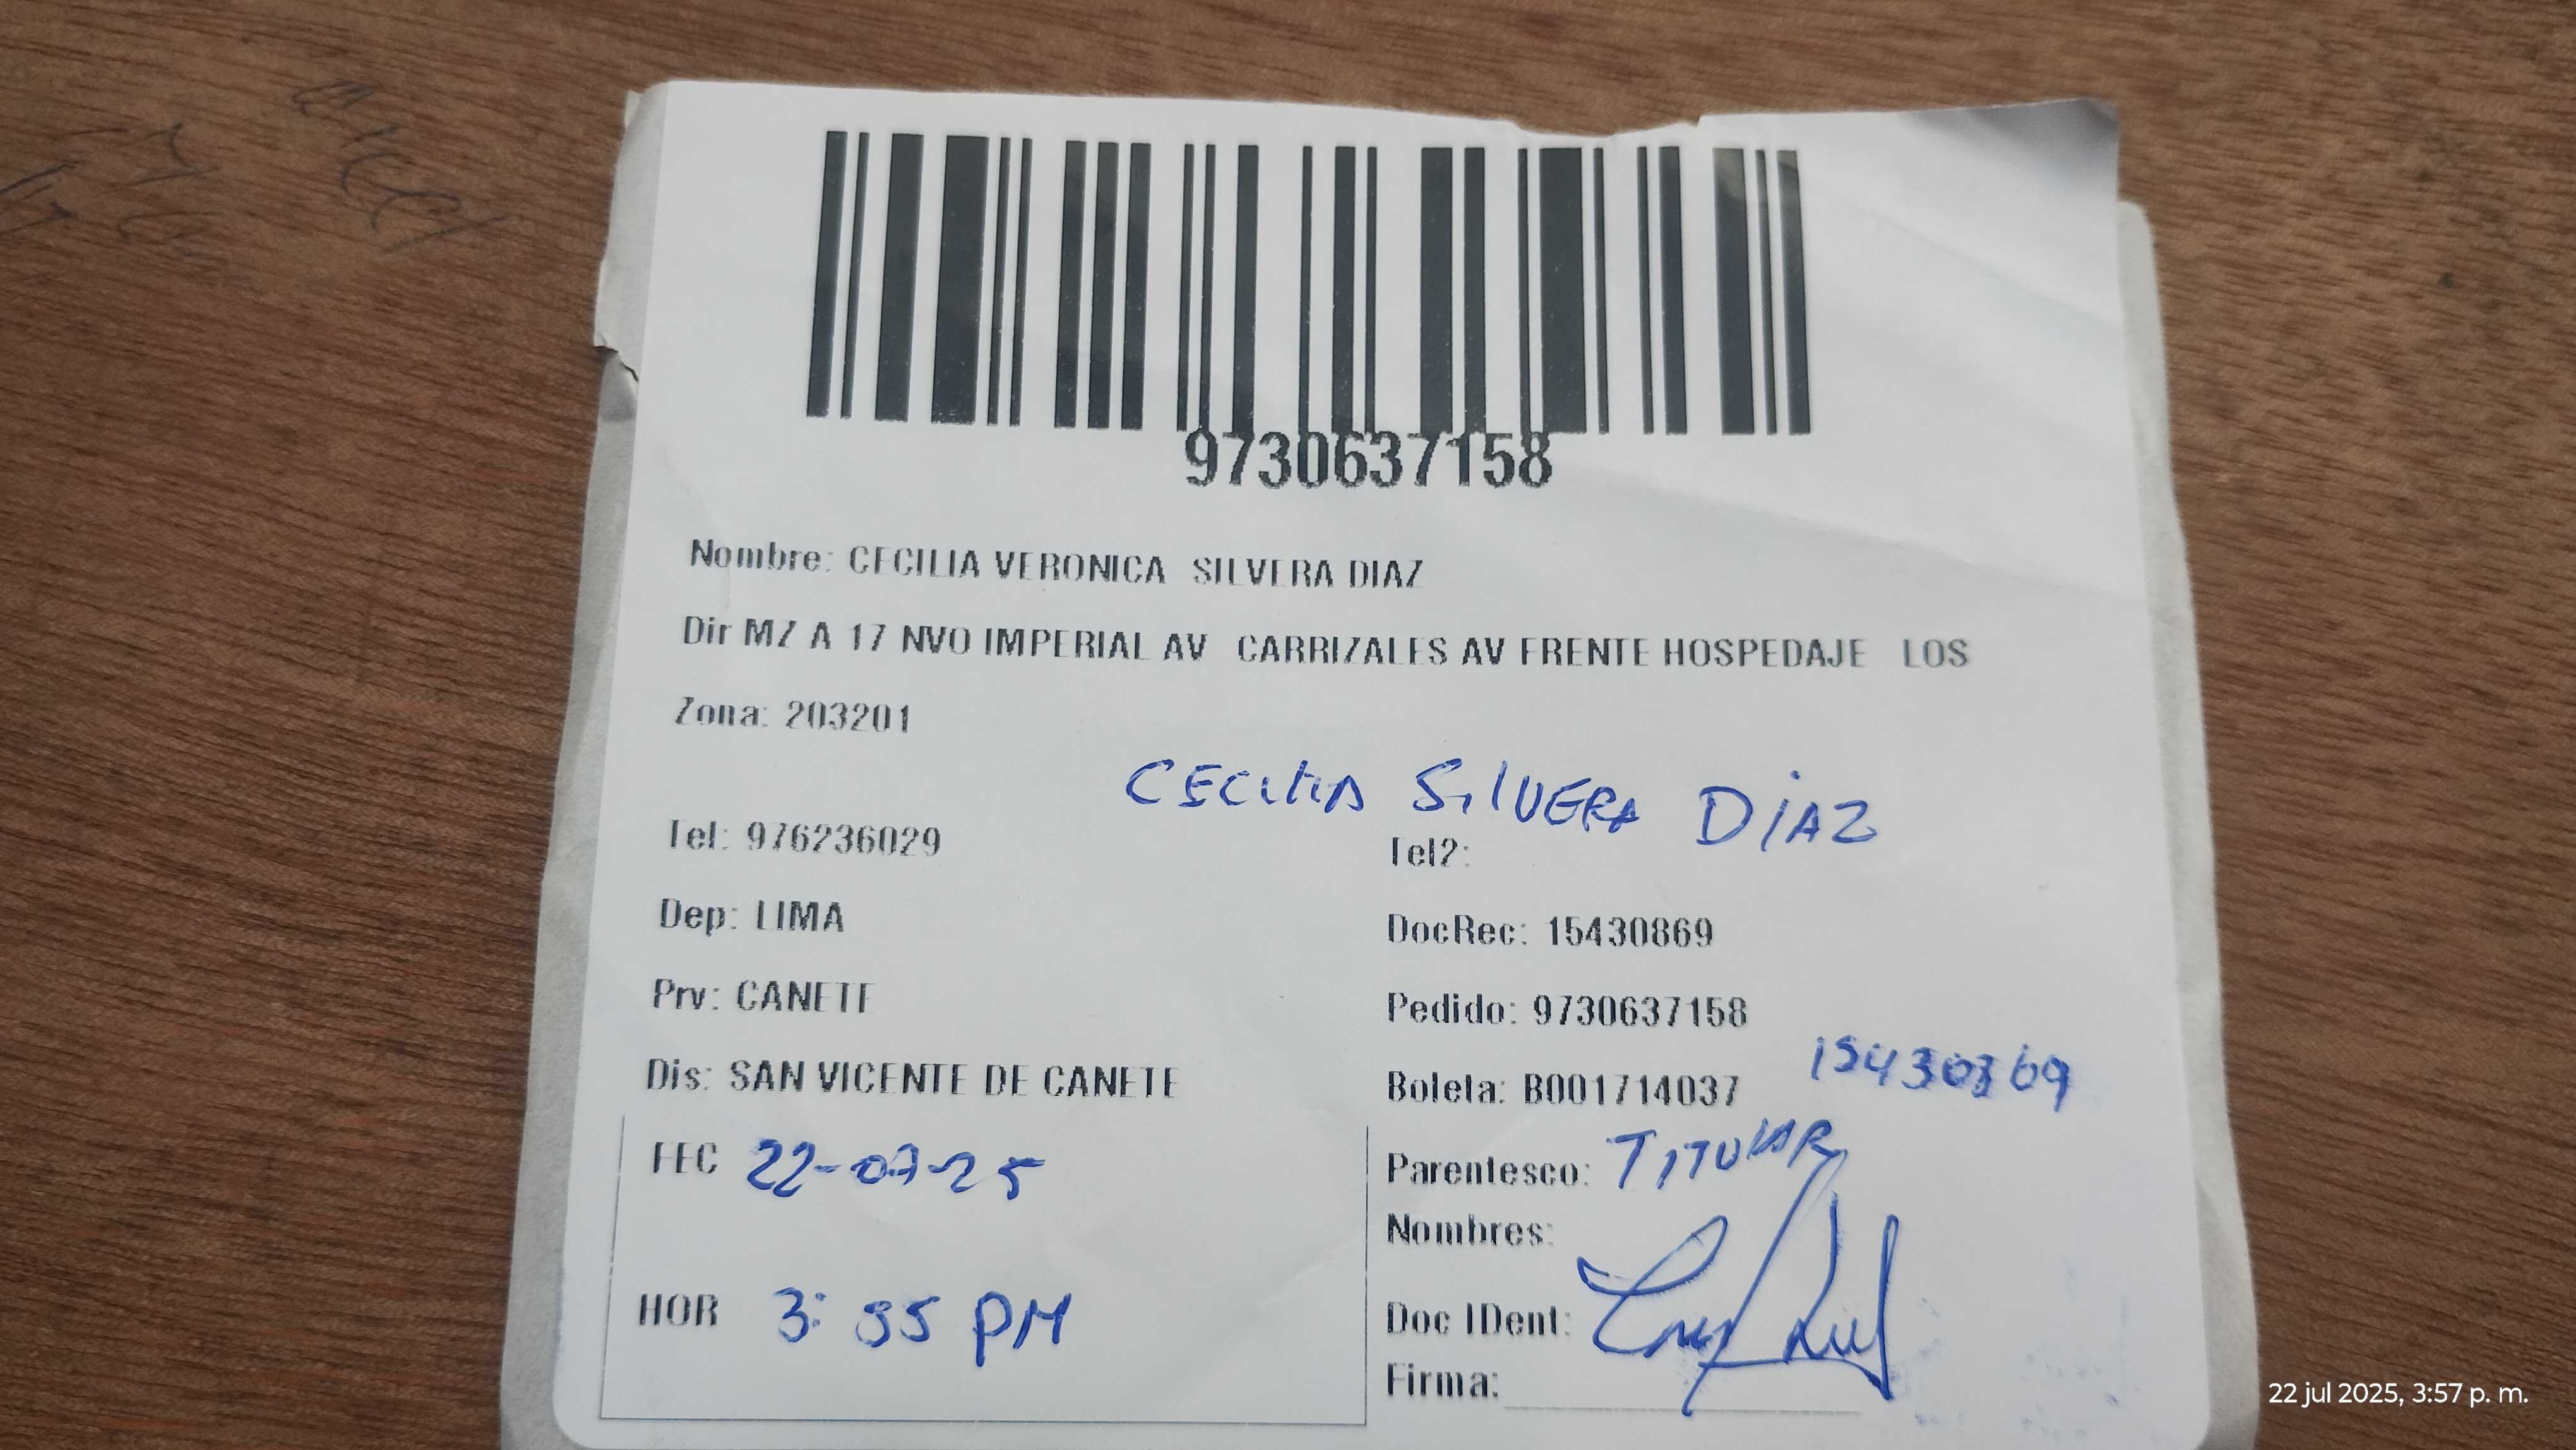 9730637158
Nombre: CECILIA VERONICA SILVERA DIAZ
Dir MZ A 17 NVO IMPERIAL AV CARRIZALES AV FRENTE HOSPEDAJE LOS
Zona: 203201
CECILIA SILVERA DIAZ
Tel: 976236029
Tel2:
Dep: LIMA
DocRec: 15430869
Prv: CANETE
Pedido: 9730637158
Dis: SAN VICENTE DE CANETE
Boleta: B001714037
15430869
FEC 22-07-25
Parentesco: TITULAR
Nombres:
HOR 3:55 PM
Doc IDent:
Firma:
22 jul 2025, 3:57 p. m.